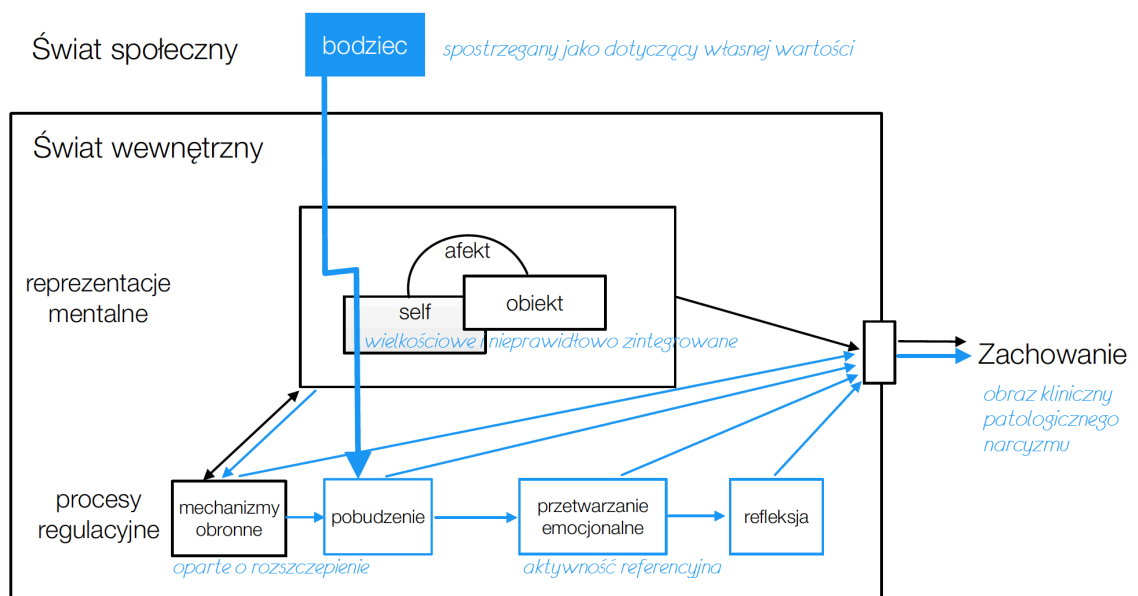 Świat społeczny
bodziec
spostrzegany jako dotyczący własnej wartości
Świat wewnętrzny
reprezentacje
mentalne
afekt
self
obiekt
wielkościowe i nieprawidłowo zintegrowane
Zachowanie
obraz kliniczny
patologicznego
narcyzmu
procesy
regulacyjne
mechanizmy
obronne
pobudzenie
przetwarzanie
emocjonalne
refleksja
oparte o rozszczepienie
aktywność referencyjna